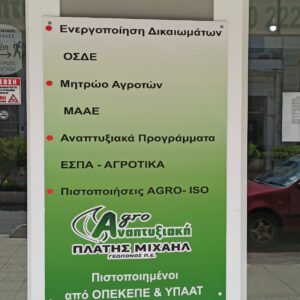 Ενεργοποίηση Δικαιωμάτων
ΟΣΔΕ
Μητρώο Αγροτών
ΜΑΑΕ
Αναπτυξιακά Προγράμματα
ΕΣΠΑ - ΑΓΡΟΤΙΚΑ
Πιστοποιήσεις AGRO- ISO
Agro
Αναπτυξιακή
ΠΛΑΤΗΣ ΜΙΧΑΗΛ
ΓΕΩΠΟΝΟΣ Π.Ε.
Πιστοποιημένοι
από ΟΠΕΚΕΠΕ & ΥΠΑΑΤ